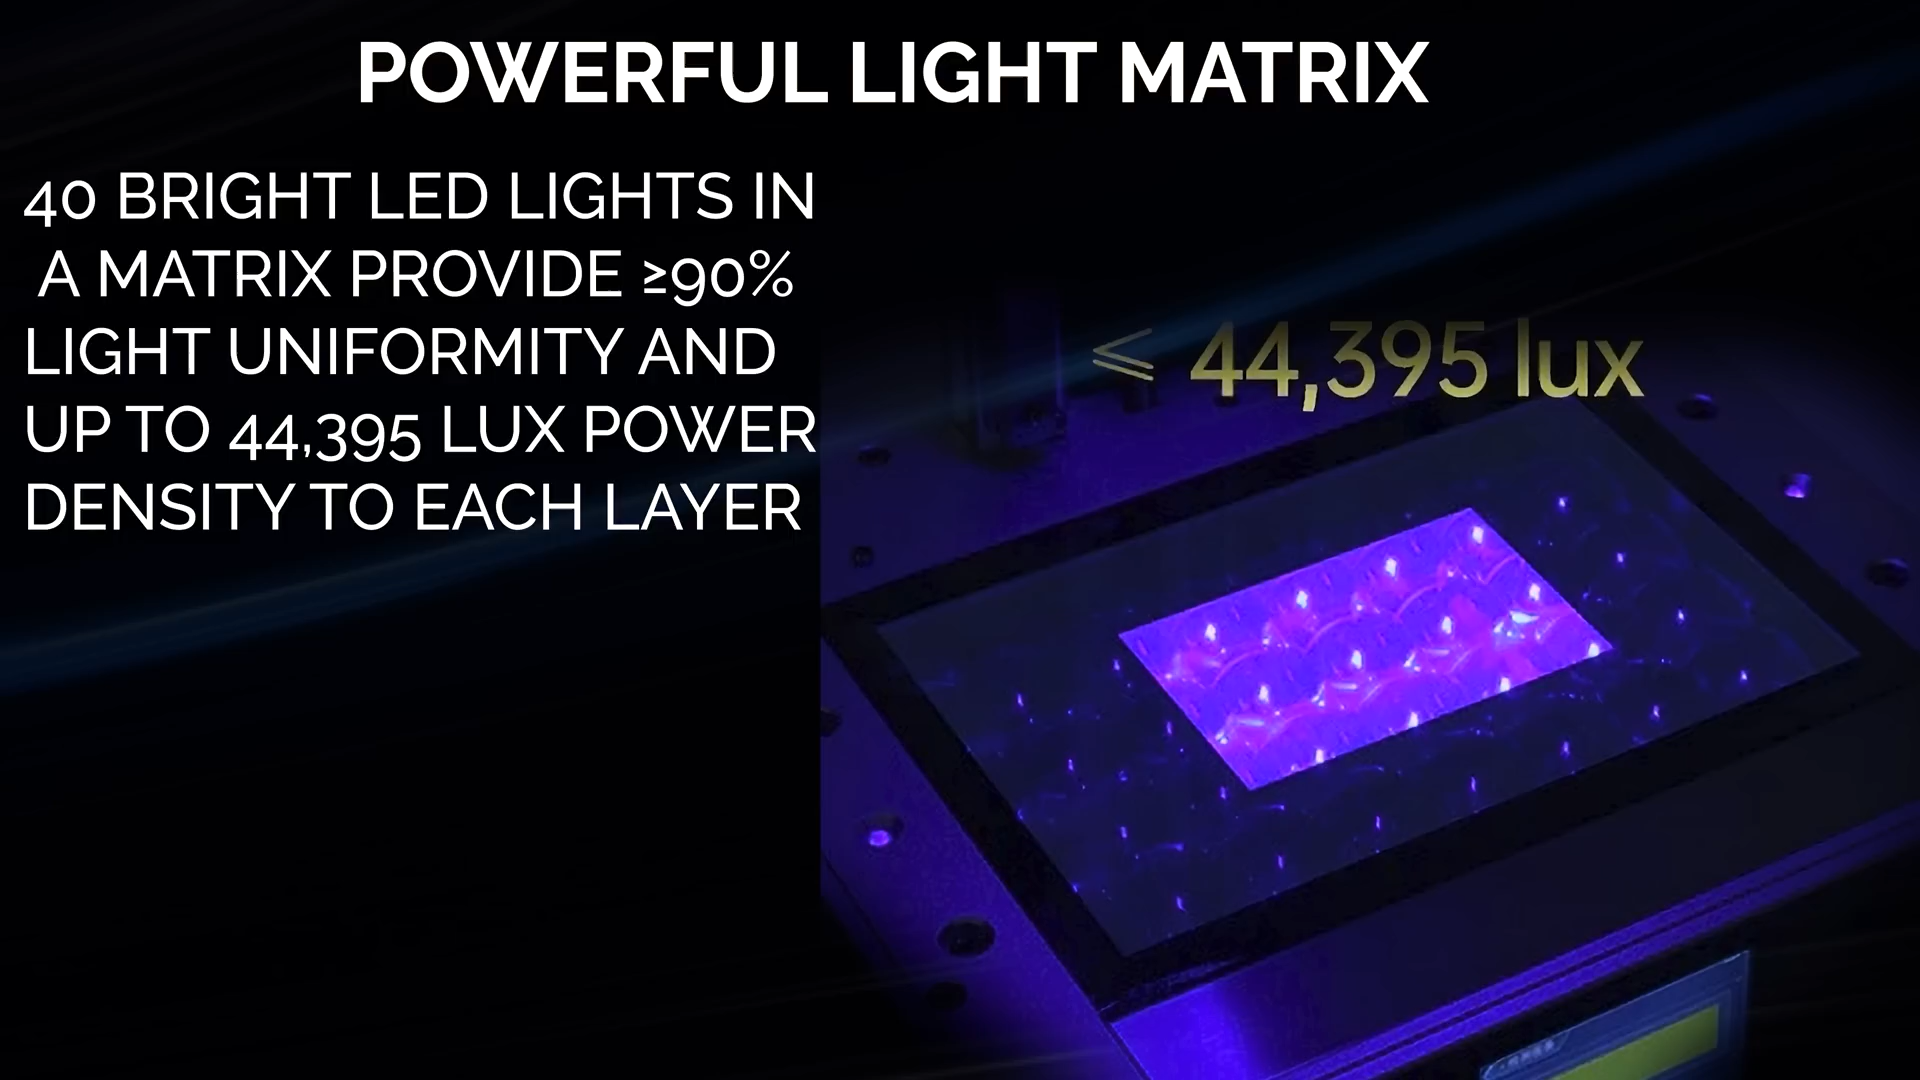 POWERFUL LIGHT MATRIX
40 BRIGHT LED LIGHTS IN
A MATRIX PROVIDE ≥90%
LIGHT UNIFORMITY AND
UP TO 44,395 LUX POWER
DENSITY TO EACH LAYER
⩽ 44,395 lux